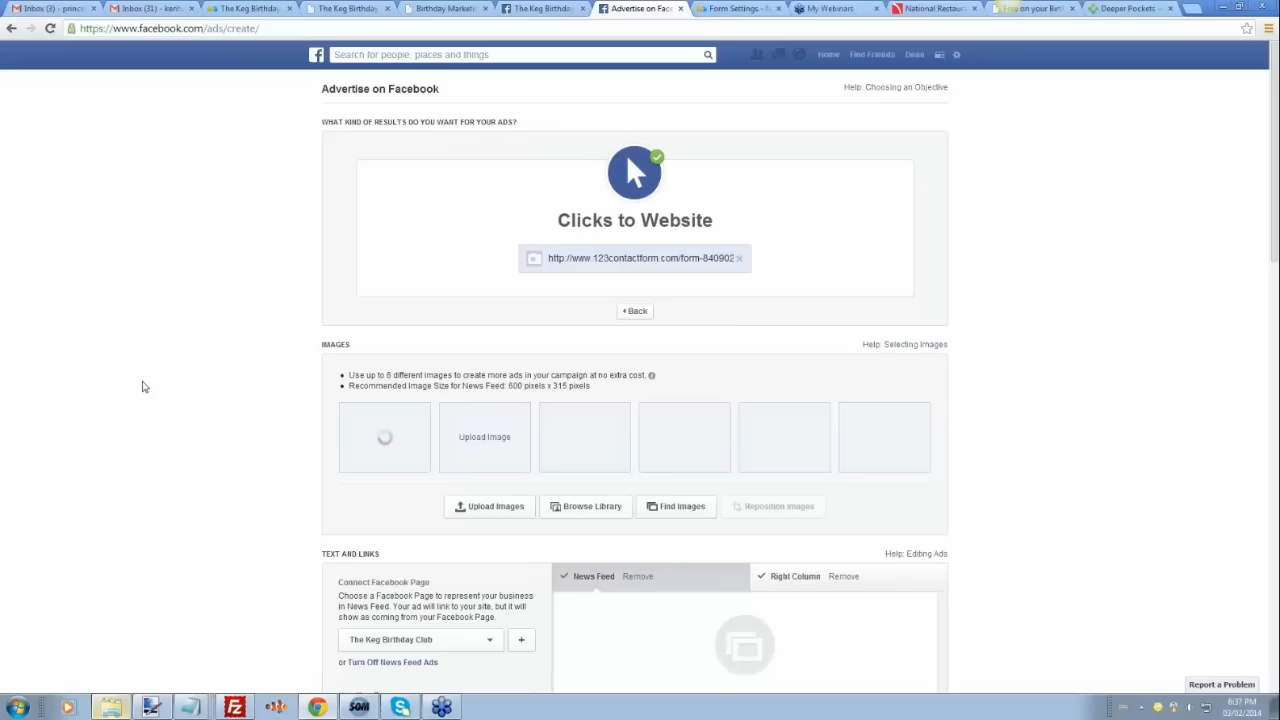 Inbox (3) - princ
Inbox (31) - kenh
The Keg Birthday
The Keg Birthday
Birthday Marketi
The Keg Birthday
Advertise on Fac
Form Settings - F
My Webinars
National Restaura
Deeper Pockets
https://www.facebook.com/ads/create/
Search for people, places and things
Home
Find Friends
Dean
Advertise on Facebook
Help: Choosing an Objective
WHAT KIND OF RESULTS DO YOU WANT FOR YOUR ADS?
Clicks to Website
http://www.123contactform.com/form-840902
Back
IMAGES
Help: Selecting Images
Use up to 6 different images to create more ads in your campaign at no extra cost.
Recommended Image Size for News Feed: 600 pixels x 315 pixels
Upload Image
Upload Images
Browse Library
Find Images
Reposition Images
TEXT AND LINKS
Help: Editing Ads
Connect Facebook Page
Choose a Facebook Page to represent your business
in News Feed. Your ad will link to your site, but it will
show as coming from your Facebook Page.
The Keg Birthday Club
+
or Turn Off News Feed Ads
News Feed
Remove
Right Column
Remove
Report a Problem
SOM
6:37 PM
03/02/2014